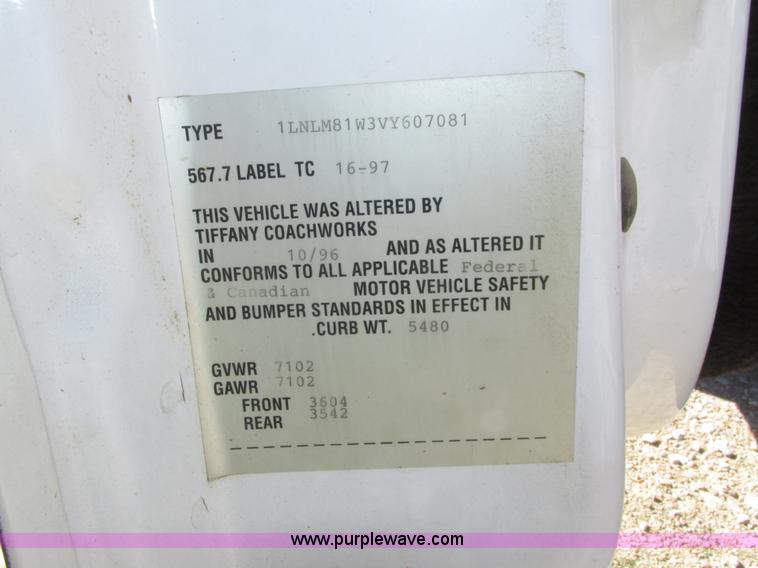 TYPE 1LNLM81W3VY607081
567.7 LABEL TC 16-97
THIS VEHICLE WAS ALTERED BY
TIFFANY COACHWORKS
IN 10/96 AND AS ALTERED IT
CONFORMS TO ALL APPLICABLE Federal
& Canadian MOTOR VEHICLE SAFETY
AND BUMPER STANDARDS IN EFFECT IN
.CURB WT. 5480
GVWR 7102
GAWR 7102
FRONT 3604
REAR 3542
www.purplewave.com